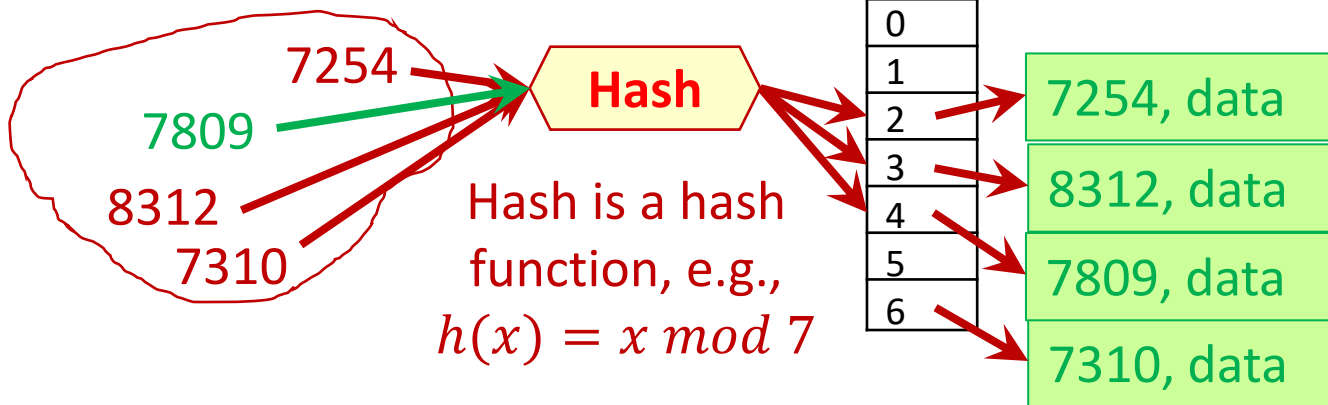 7254
7809
8312
7310
Hash
Hash is a hash
function, e.g.,
h(x) = x mod 7
0
1
2
3
4
5
6
7254, data
8312, data
7809, data
7310, data